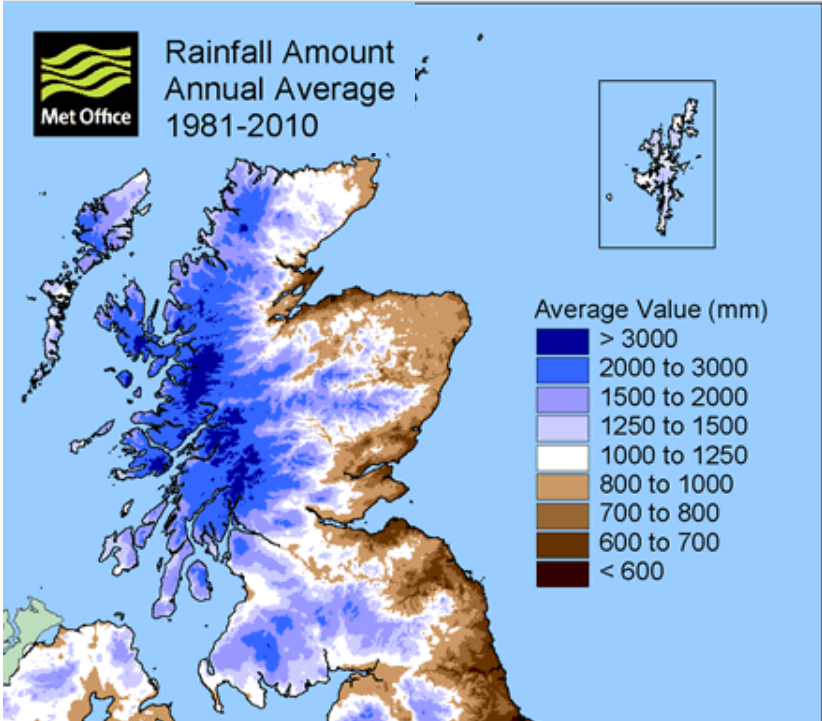 Met Office
Rainfall Amount
Annual Average
1981-2010
Average Value (mm)
> 3000
2000 to 3000
1500 to 2000
1250 to 1500
1000 to 1250
800 to 1000
700 to 800
600 to 700
< 600